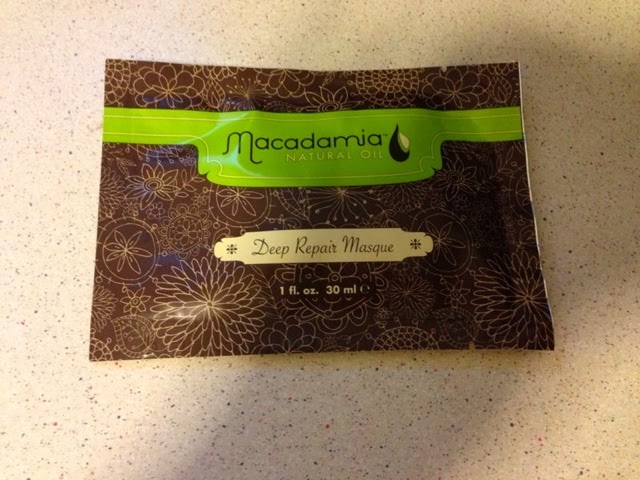 Macadamia™
NATURAL OIL
Deep Repair Masque
1 fl. oz. 30 ml ℮